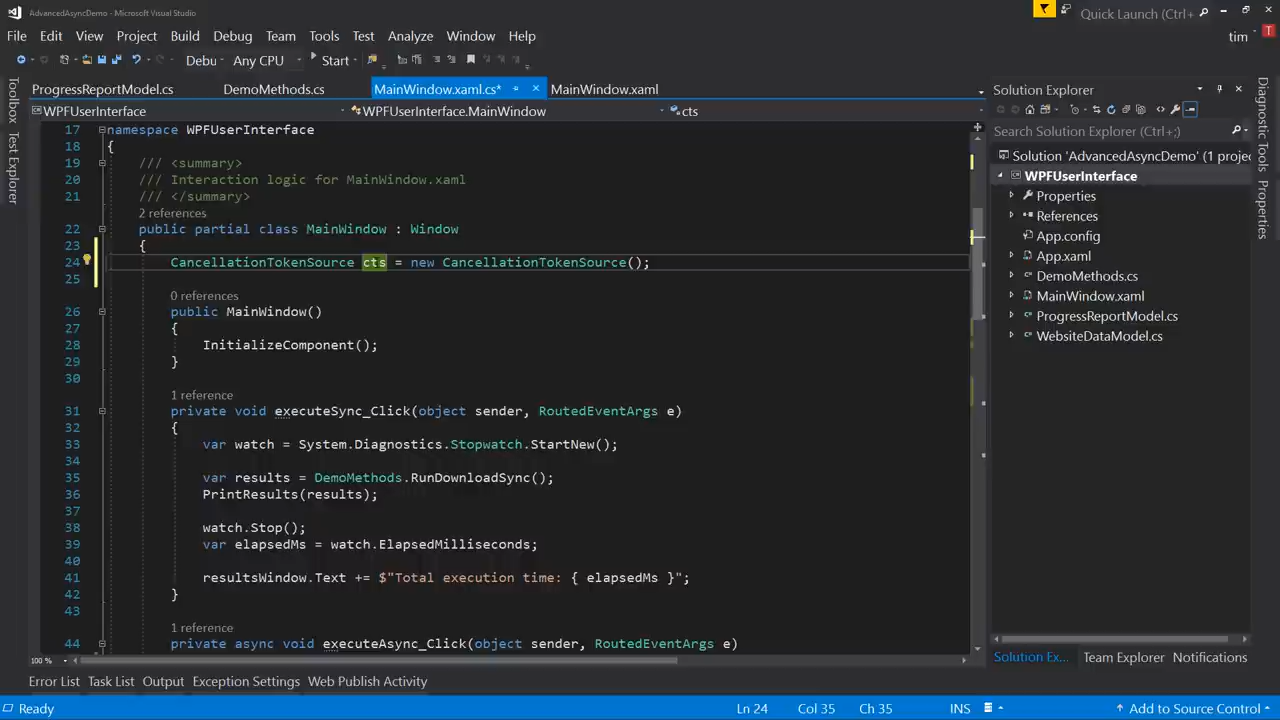 AdvancedAsyncDemo - Microsoft Visual Studio
Quick Launch (Ctrl+
File Edit View Project Build Debug Team Tools Test Analyze Window Help
tim
T
Debu Any CPU Start
ProgressReportModel.cs DemoMethods.cs MainWindow.xaml.cs* MainWindow.xaml
WPFUserInterface WPFUserInterface.MainWindow cts
17 namespace WPFUserInterface
18 {
19 /// <summary>
20 /// Interaction logic for MainWindow.xaml
21 /// </summary>
2 references
22 public partial class MainWindow : Window
23 {
24 CancellationTokenSource cts = new CancellationTokenSource();
25
0 references
26 public MainWindow()
27 {
28 InitializeComponent();
29 }
30
1 reference
31 private void executeSync_Click(object sender, RoutedEventArgs e)
32 {
33 var watch = System.Diagnostics.Stopwatch.StartNew();
34
35 var results = DemoMethods.RunDownloadSync();
36 PrintResults(results);
37
38 watch.Stop();
39 var elapsedMs = watch.ElapsedMilliseconds;
40
41 resultsWindow.Text += $"Total execution time: { elapsedMs }";
42 }
43
1 reference
44 private async void executeAsync_Click(object sender, RoutedEventArgs e)
100 %
Toolbox
Test Explorer
Solution Explorer
Search Solution Explorer (Ctrl+;)
Solution 'AdvancedAsyncDemo' (1 projec
WPFUserInterface
Properties
References
App.config
App.xaml
DemoMethods.cs
MainWindow.xaml
ProgressReportModel.cs
WebsiteDataModel.cs
Solution Ex... Team Explorer Notifications
Diagnostic Tools
Properties
Error List Task List Output Exception Settings Web Publish Activity
Ready Ln 24 Col 35 Ch 35 INS Add to Source Control